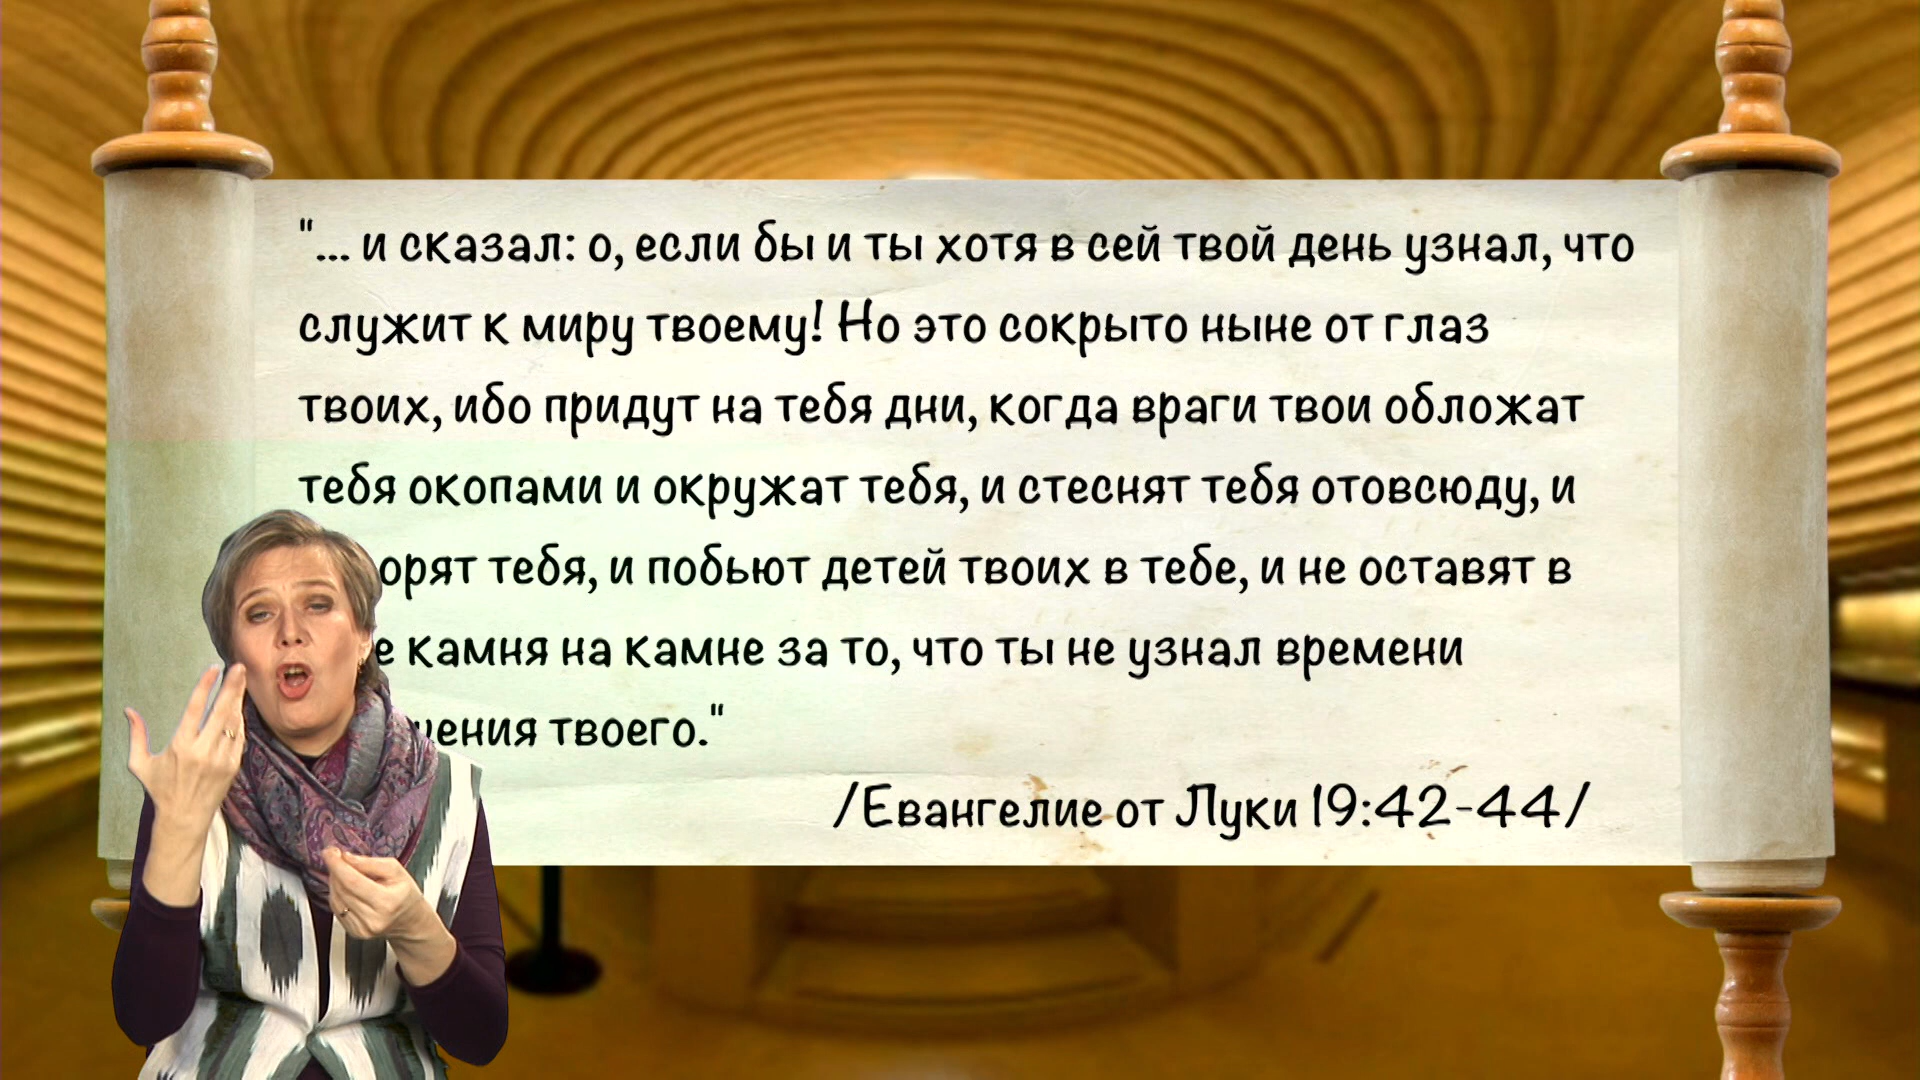 "... и сказал: о, если бы и ты хотя в сей твой день узнал, что
служит к миру твоему! Но это сокрыто ныне от глаз
твоих, ибо придут на тебя дни, когда враги твои обложат
тебя окопами и окружат тебя, и стеснят тебя отовсюду, и
тебя, и побьют детей твоих в тебе, и не оставят в
камня на камне за то, что ты не узнал времени
твоего."
/Евангелие от Луки 19:42-44/